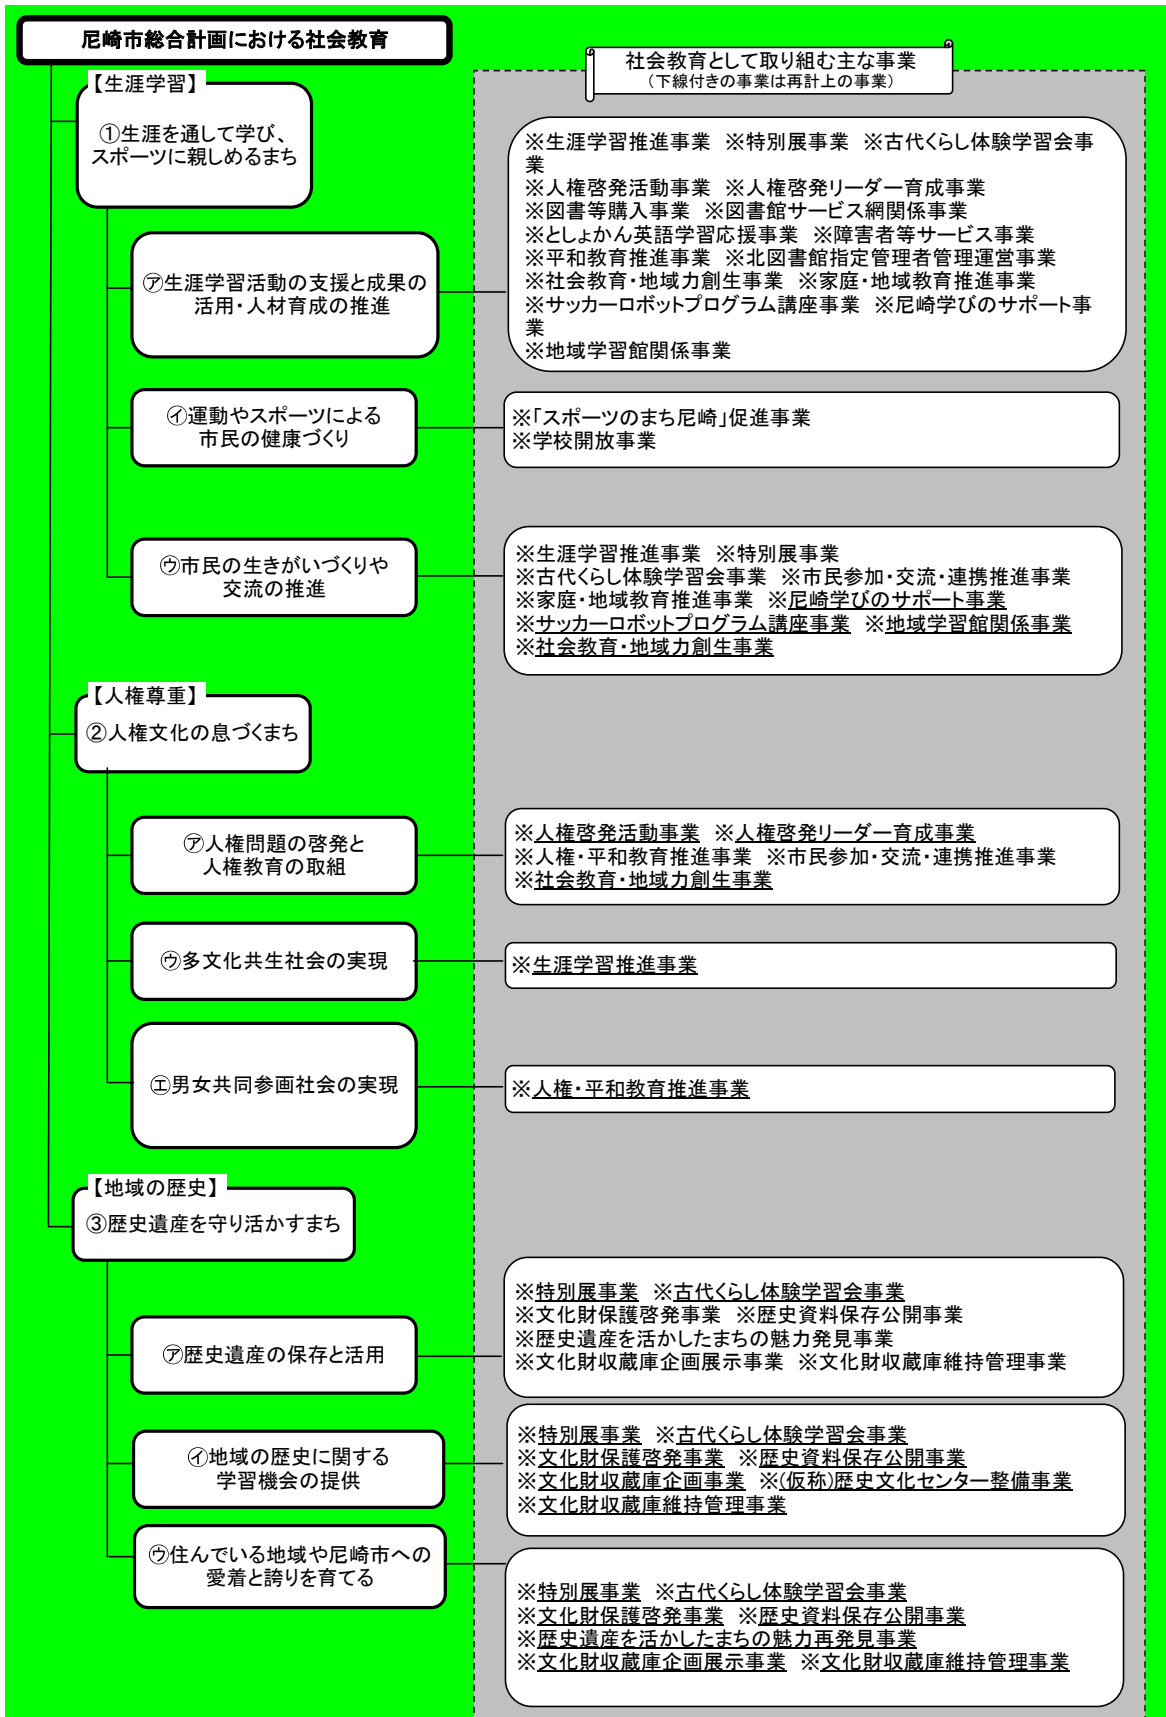 尼崎市総合計画における社会教育
社会教育として取り組む主な事業
（下線付きの事業は再計上の事業）
【生涯学習】
①生涯を通して学び、
スポーツに親しめるまち
㋐生涯学習活動の支援と成果の
活用・人材育成の推進
※生涯学習推進事業 ※特別展事業 ※古代くらし体験学習会事
業
※人権啓発活動事業 ※人権啓発リーダー育成事業
※図書等購入事業 ※図書館サービス網関係事業
※としょかん英語学習応援事業 ※障害者等サービス事業
※平和教育推進事業 ※北図書館指定管理者管理運営事業
※社会教育・地域力創生事業 ※家庭・地域教育推進事業
※サッカーロボットプログラム講座事業 ※尼崎学びのサポート事
業
※地域学習館関係事業
㋑運動やスポーツによる
市民の健康づくり
※「スポーツのまち尼崎」促進事業
※学校開放事業
㋒市民の生きがいづくりや
交流の推進
※生涯学習推進事業 ※特別展事業
※古代くらし体験学習会事業 ※市民参加・交流・連携推進事業
※家庭・地域教育推進事業 ※尼崎学びのサポート事業
※サッカーロボットプログラム講座事業 ※地域学習館関係事業
※社会教育・地域力創生事業
【人権尊重】
②人権文化の息づくまち
㋐人権問題の啓発と
人権教育の取組
※人権啓発活動事業 ※人権啓発リーダー育成事業
※人権・平和教育推進事業 ※市民参加・交流・連携推進事業
※社会教育・地域力創生事業
㋒多文化共生社会の実現
※生涯学習推進事業
㋓男女共同参画社会の実現
※人権・平和教育推進事業
【地域の歴史】
③歴史遺産を守り活かすまち
㋐歴史遺産の保存と活用
※特別展事業 ※古代くらし体験学習会事業
※文化財保護啓発事業 ※歴史資料保存公開事業
※歴史遺産を活かしたまちの魅力発見事業
※文化財収蔵庫企画展示事業 ※文化財収蔵庫維持管理事業
㋑地域の歴史に関する
学習機会の提供
※特別展事業 ※古代くらし体験学習会事業
※文化財保護啓発事業 ※歴史資料保存公開事業
※文化財収蔵庫企画事業 ※(仮称)歴史文化センター整備事業
※文化財収蔵庫維持管理事業
㋒住んでいる地域や尼崎市への
愛着と誇りを育てる
※特別展事業 ※古代くらし体験学習会事業
※文化財保護啓発事業 ※歴史資料保存公開事業
※歴史遺産を活かしたまちの魅力再発見事業
※文化財収蔵庫企画展示事業 ※文化財収蔵庫維持管理事業